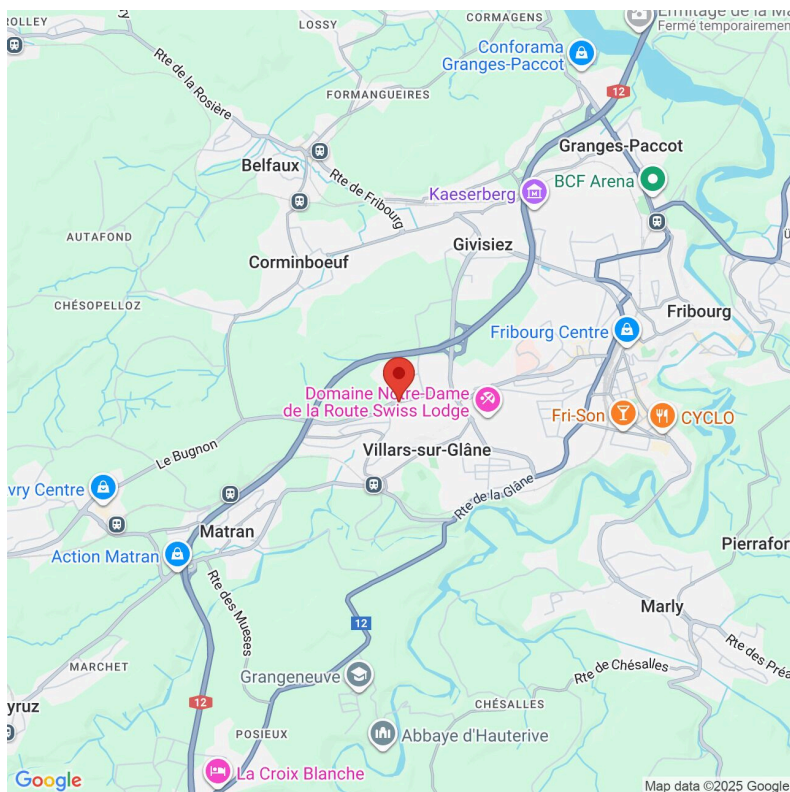 ROLLEY
LOSSY
CORMAGENS
Ermitage de la Ma
Fermé temporairemen
Conforama
Granges-Paccot
Rte de la Rosière
FORMANGUEIRES
12
Granges-Paccot
Belfaux
BCF Arena
Rte de Fribourg
Kaeserberg
AUTAFOND
Givisiez
Corminboeuf
CHÉSOPELLOZ
Fribourg
Fribourg Centre
Domaine Notre-Dame
de la Route Swiss Lodge
Fri-Son
CYCLO
Le Bugnon
Villars-sur-Glâne
vry Centre
Rte de la Glâne
Matran
Pierrafor
Action Matran
Rte des Mueses
Marly
12
Rte des Préa
MARCHET
Grangeneuve
Rte de Chésalles
12
CHÉSALLES
yruz
POSIEUX
Abbaye d'Hauterive
La Croix Blanche
Google
Map data ©2025 Google